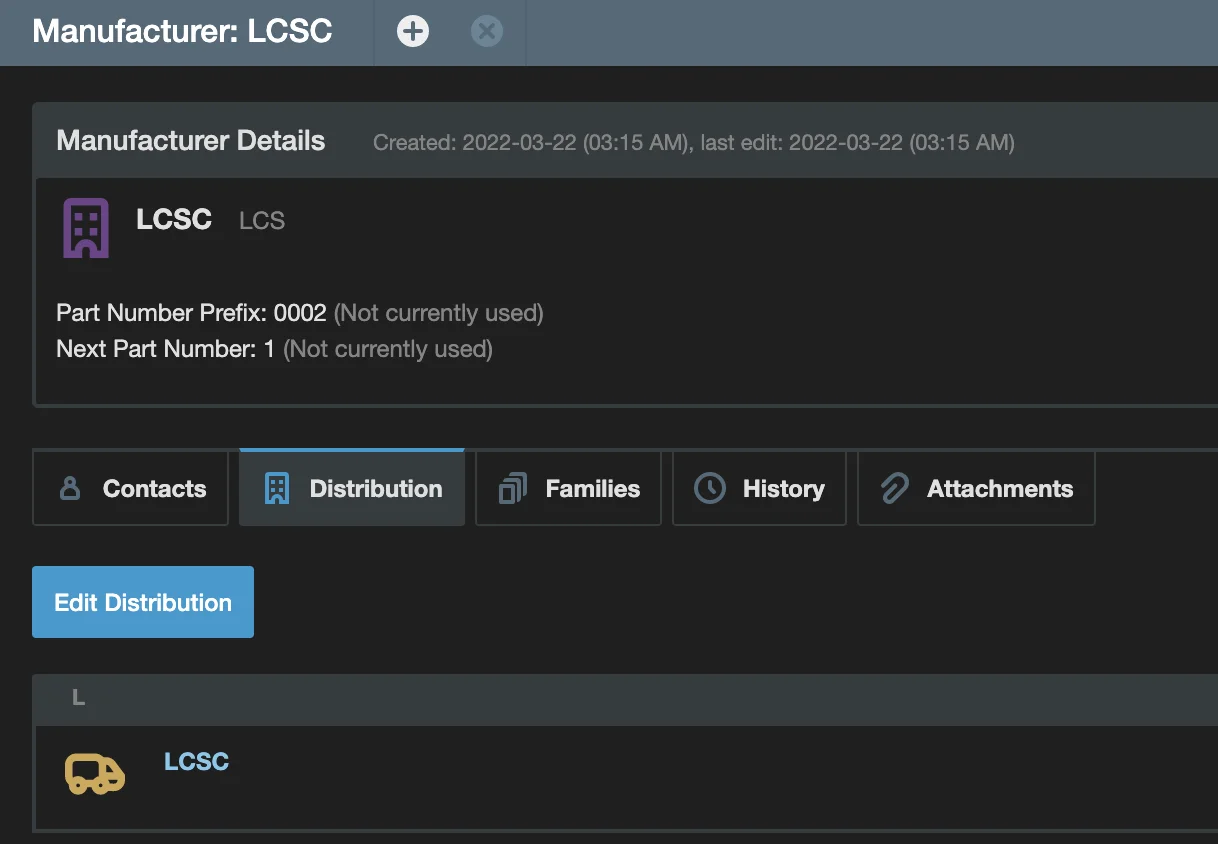 Manufacturer: LCSC
Manufacturer Details Created: 2022-03-22 (03:15 AM), last edit: 2022-03-22 (03:15 AM)
LCSC LCS
Part Number Prefix: 0002 (Not currently used)
Next Part Number: 1 (Not currently used)
Contacts Distribution Families History Attachments
Edit Distribution
L
LCSC